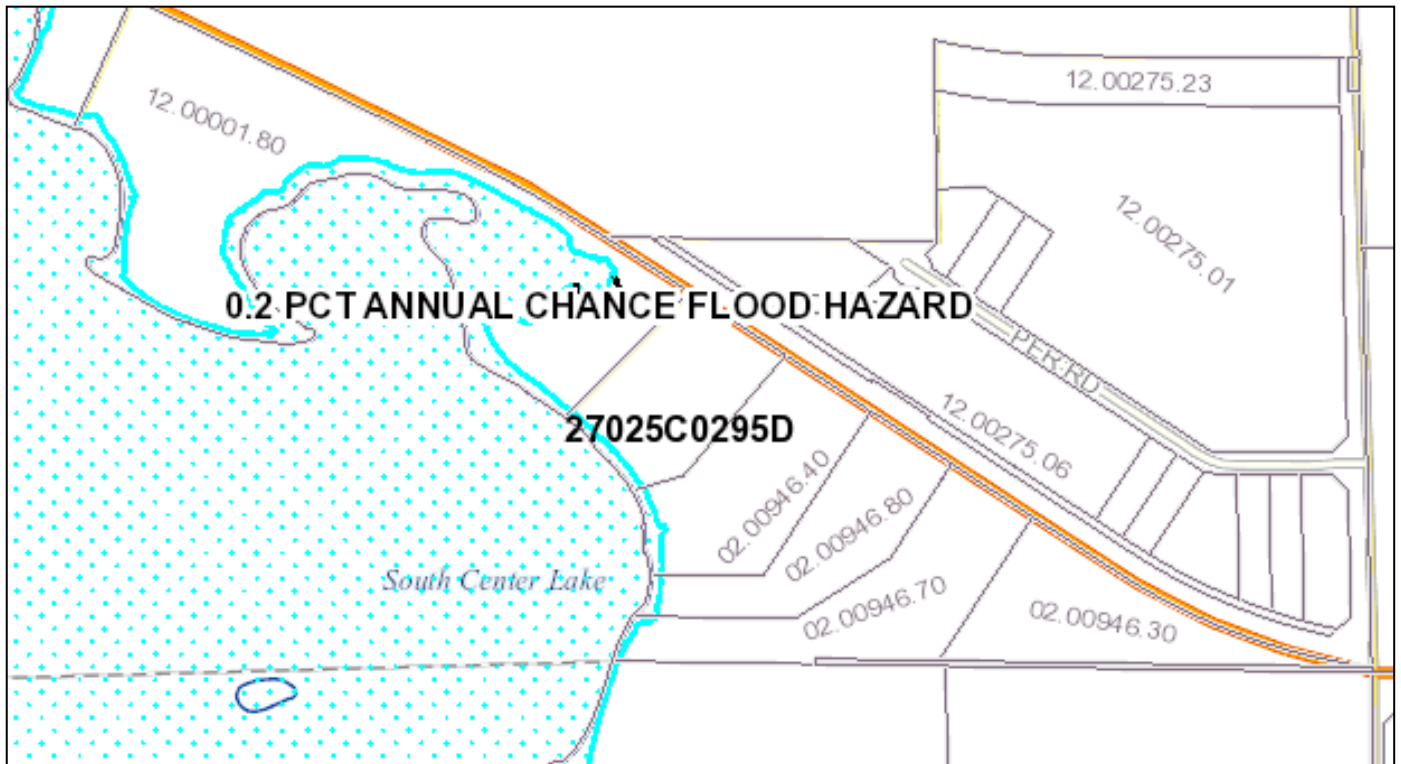 12.00275.23
12.00001.80
12.00275.01
0.2 PCT ANNUAL CHANCE FLOOD HAZARD
PER RD
12.00275.06
27025C0295D
02.00946.40
02.00946.80
South Center Lake
02.00946.70
02.00946.30